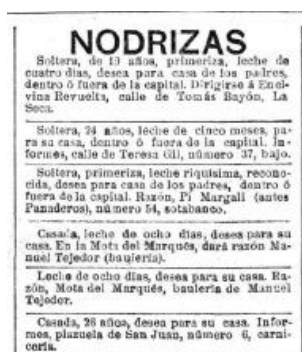 NODRIZAS
Soltera, de 19 años, primeriza, leche de
cuatro días, desea para casa de los padres,
dentro ó fuera de la capital. Dirigirse á Enci-
vina Revuelta, calle de Tomás Bayón, La
Seca.
Soltera, 24 años, leche de cinco meses, pa-
ra su casa, dentro ó fuera de la capital. In-
formes, calle de Teresa Gil, número 37, bajo.
Soltera, primeriza, leche riquísima, recono-
cida, desea para casa de los padres, dentro ó
fuera de la capital. Razón, Pi Margall (antes
Panaderos), número 54, sotabanco.
Casada, leche de ocho días, desea para su
casa. En la Mota del Marqués, dará razón Ma-
nuel Tejedor (baulería).
Leche de ocho días, desea para su casa. Ra-
zón, Mota del Marqués, baulería de Manuel
Tejedor.
Casada, 26 años, desea para su casa. Infor-
mes, plazuela de San Juan, número 6, carni-
cería.